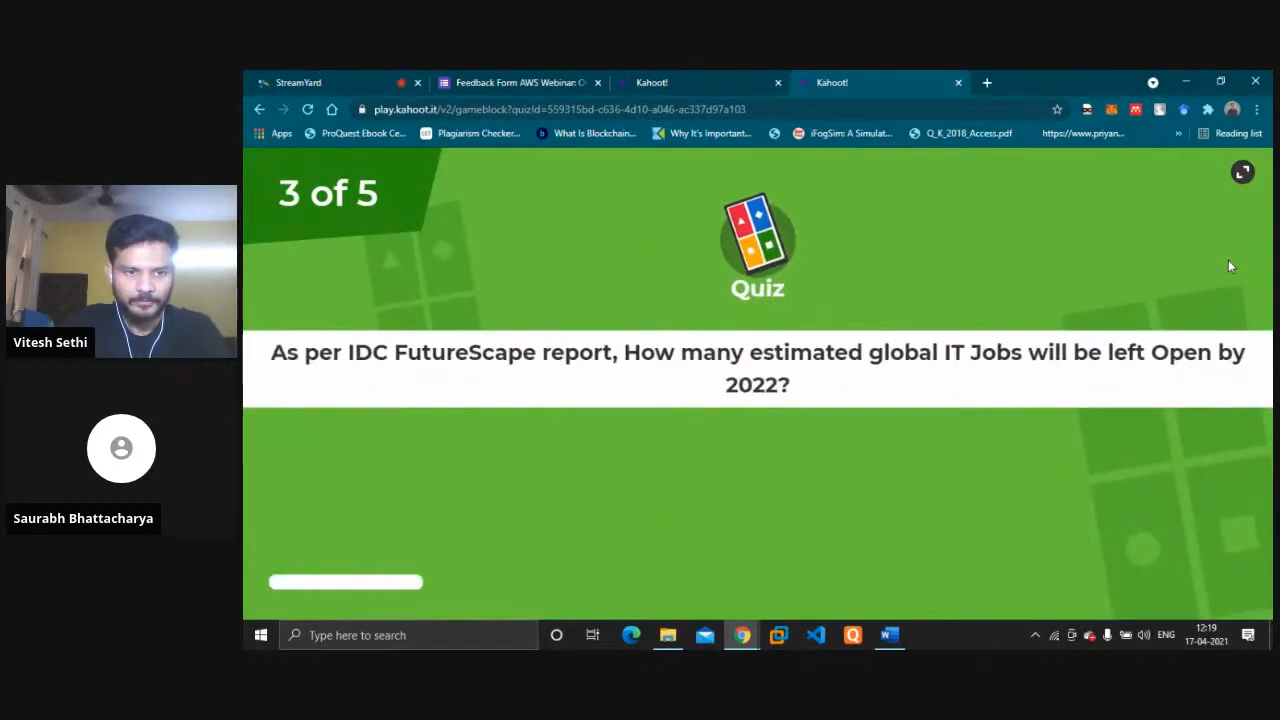 StreamYard
Feedback Form AWS Webinar: O
Kahoot!
Kahoot!
play.kahoot.it/v2/gameblock?quizId=559315bd-c636-4d10-a046-ac337d97a103
Apps
ProQuest Ebook Ce...
Plagiarism Checker...
What Is Blockchain...
Why It's Important...
iFogSim: A Simulat...
Q_K_2018_Access.pdf
https://www.priyan...
»
Reading list
3 of 5
Quiz
As per IDC FutureScape report, How many estimated global IT Jobs will be left Open by
2022?
Vitesh Sethi
Saurabh Bhattacharya
Type here to search
ENG
12:19
17-04-2021